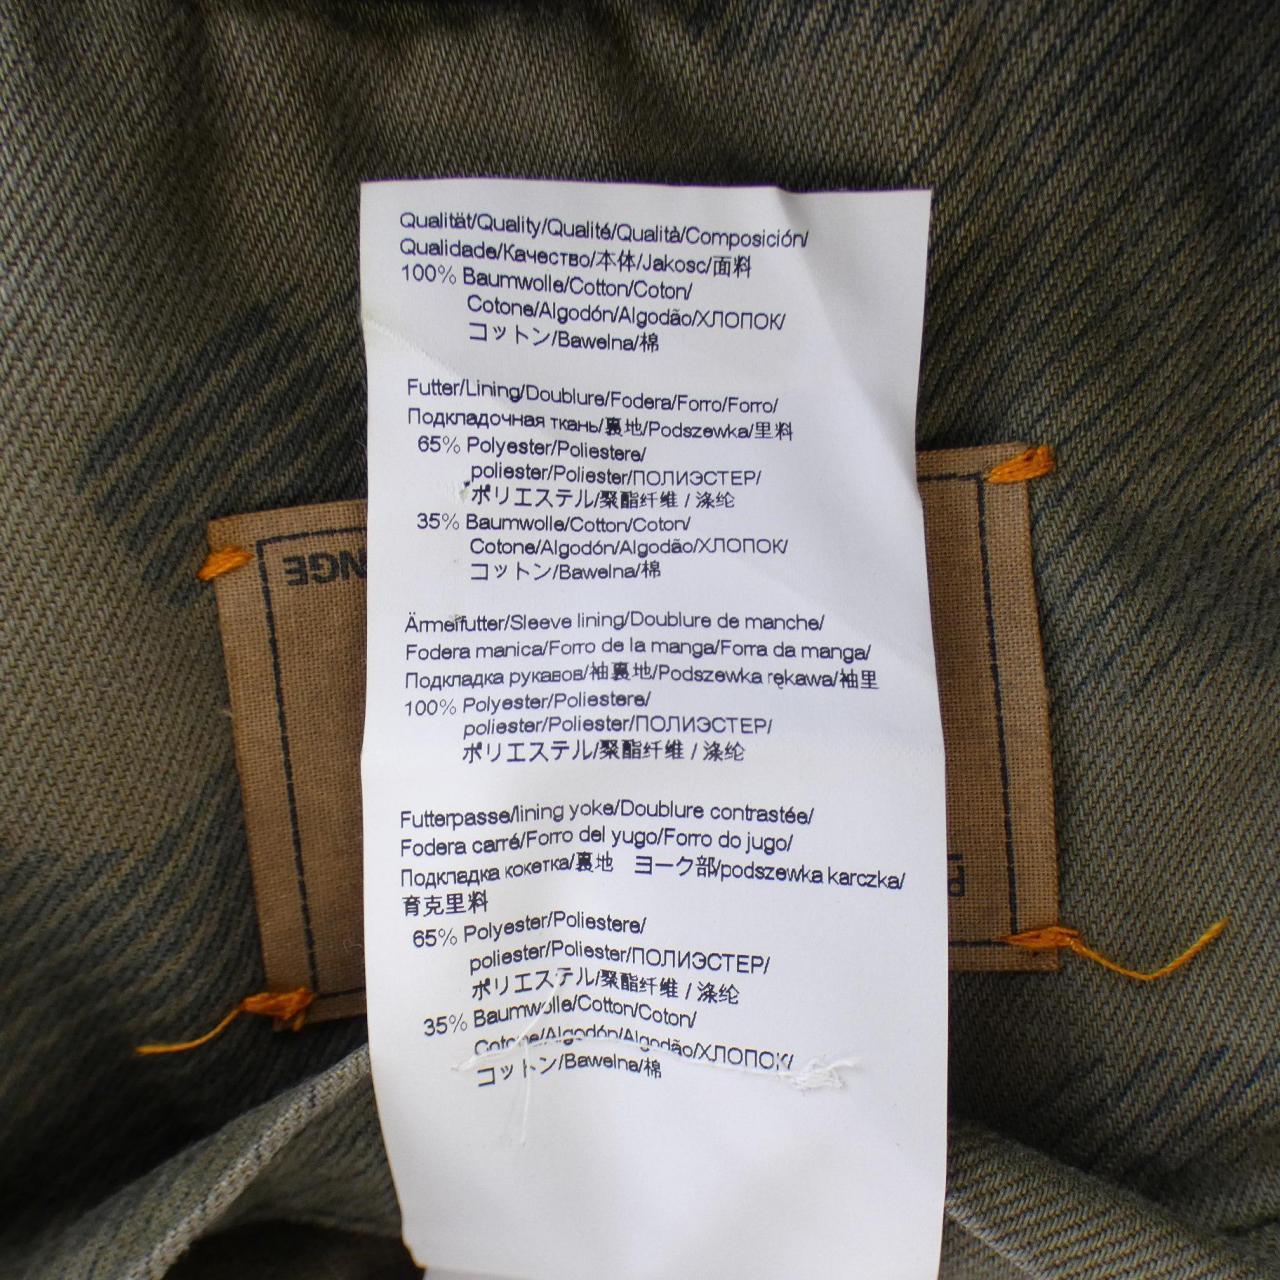 Qualität/Quality/Qualité/Qualità/Composición/
Qualidade/Качество/本体/Jakosc/面料
100% Baumwolle/Cotton/Coton/
Cotone/Algodón/Algodão/ХЛОПОК/
コットン/Bawelna/棉
Futter/Lining/Doublure/Fodera/Forro/Forro/
Подкладочная ткань/裏地/Podszewka/里料
65% Polyester/Poliestere/
poliester/Poliester/ПОЛИЭСТЕР/
ポリエステル/聚酯纤维 / 涤纶
35% Baumwolle/Cotton/Coton/
Cotone/Algodón/Algodão/ХЛОПОК/
コットン/Bawelna/棉
Ärmelfutter/Sleeve lining/Doublure de manche/
Fodera manica/Forro de la manga/Forra da manga/
Подкладка рукавов/袖裏地/Podszewka rękawa/袖里
100% Polyester/Poliestere/
poliester/Poliester/ПОЛИЭСТЕР/
ポリエステル/聚酯纤维 / 涤纶
Futterpasse/lining yoke/Doublure contrastée/
Fodera carré/Forro del yugo/Forro do jugo/
Подкладка кокетка/裏地 ヨーク部/podszewka karczka/
育克里料
65% Polyester/Poliestere/
poliester/Poliester/ПОЛИЭСТЕР/
ポリエステル/聚酯纤维 / 涤纶
35% Baumwolle/Cotton/Coton/
Cotone/Algodón/Algodão/ХЛОПОК/
コットン/Bawelna/棉
NGE